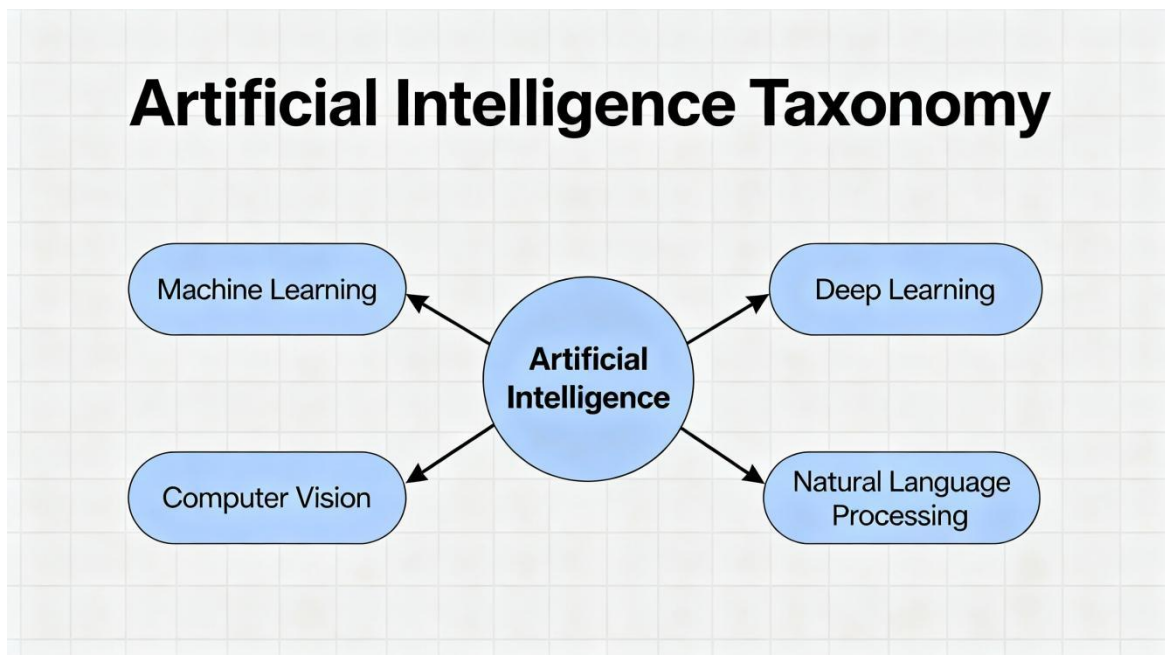 Artificial Intelligence Taxonomy
Machine Learning
Deep Learning
Artificial
Intelligence
Computer Vision
Natural Language
Processing